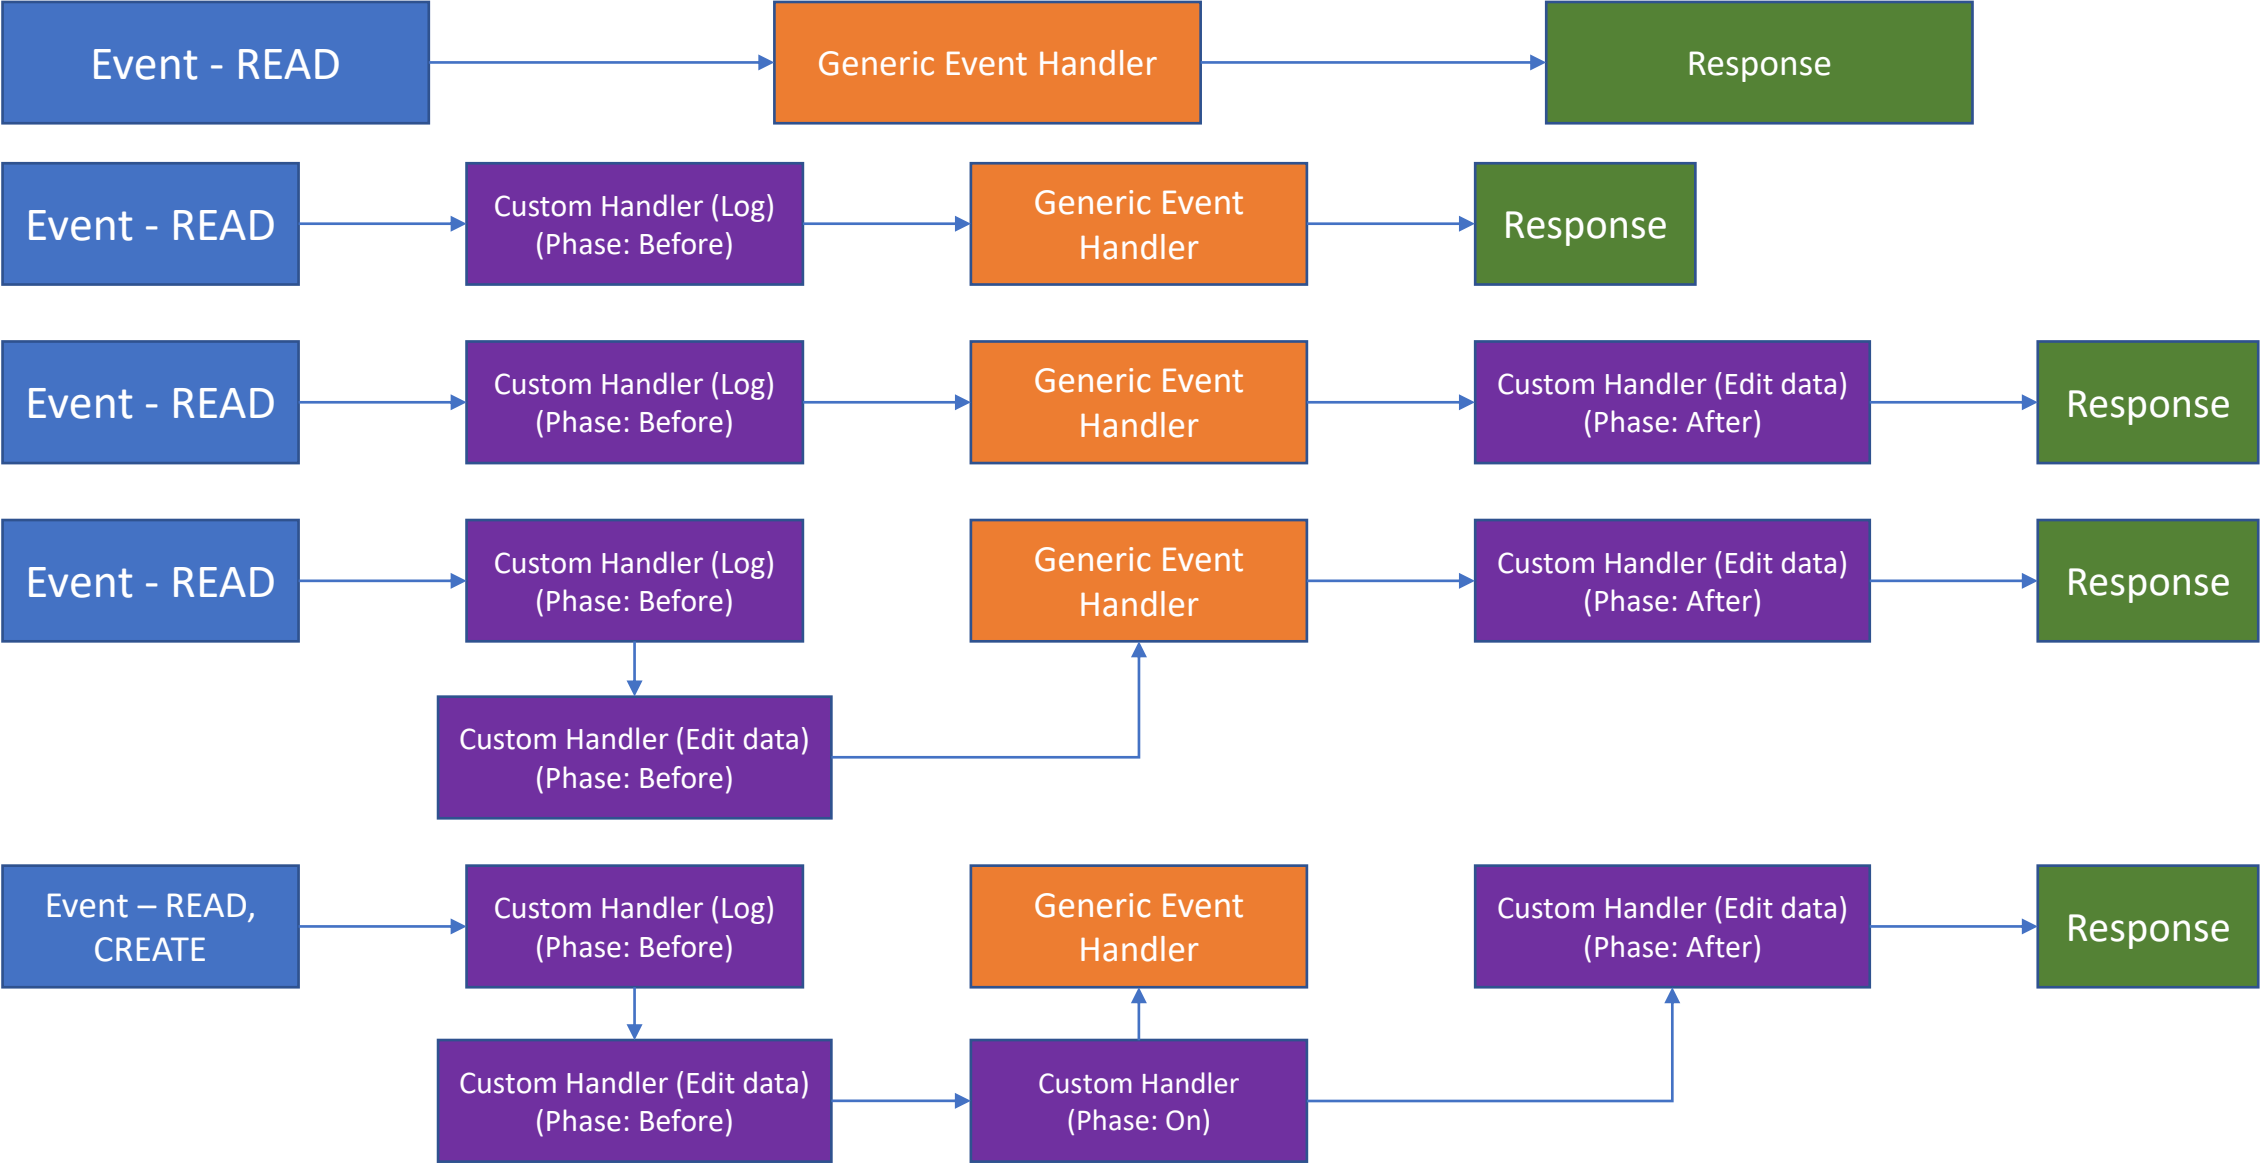 Event - READ
Generic Event Handler
Response
Event - READ
Custom Handler (Log)
(Phase: Before)
Generic Event
Handler
Response
Event - READ
Custom Handler (Log)
(Phase: Before)
Generic Event
Handler
Custom Handler (Edit data)
(Phase: After)
Response
Event - READ
Custom Handler (Log)
(Phase: Before)
Generic Event
Handler
Custom Handler (Edit data)
(Phase: After)
Response
Custom Handler (Edit data)
(Phase: Before)
Event – READ,
CREATE
Custom Handler (Log)
(Phase: Before)
Generic Event
Handler
Custom Handler (Edit data)
(Phase: After)
Response
Custom Handler (Edit data)
(Phase: Before)
Custom Handler
(Phase: On)